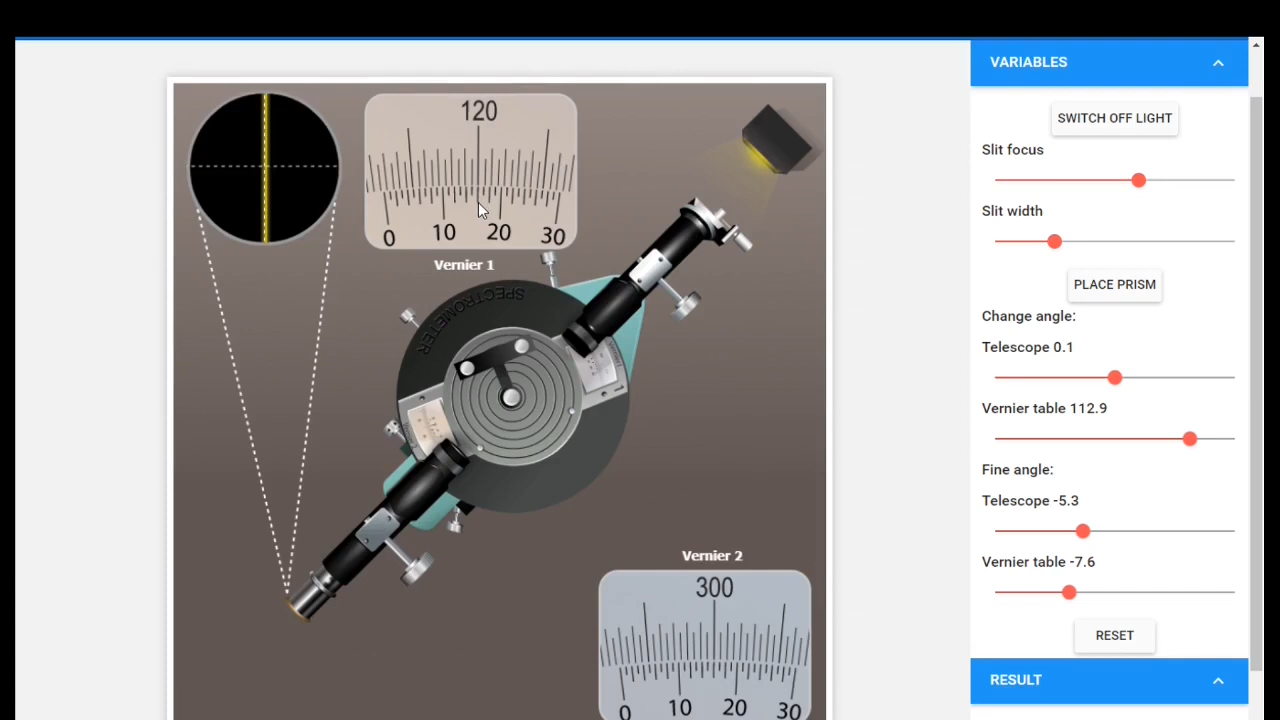 VARIABLES
SWITCH OFF LIGHT
Slit focus
Slit width
PLACE PRISM
Change angle:
Telescope 0.1
Vernier table 112.9
Fine angle:
Telescope -5.3
Vernier table -7.6
RESET
RESULT
120
0 10 20 30
Vernier 1
SPECTROMETER
Vernier 2
300
0 10 20 30